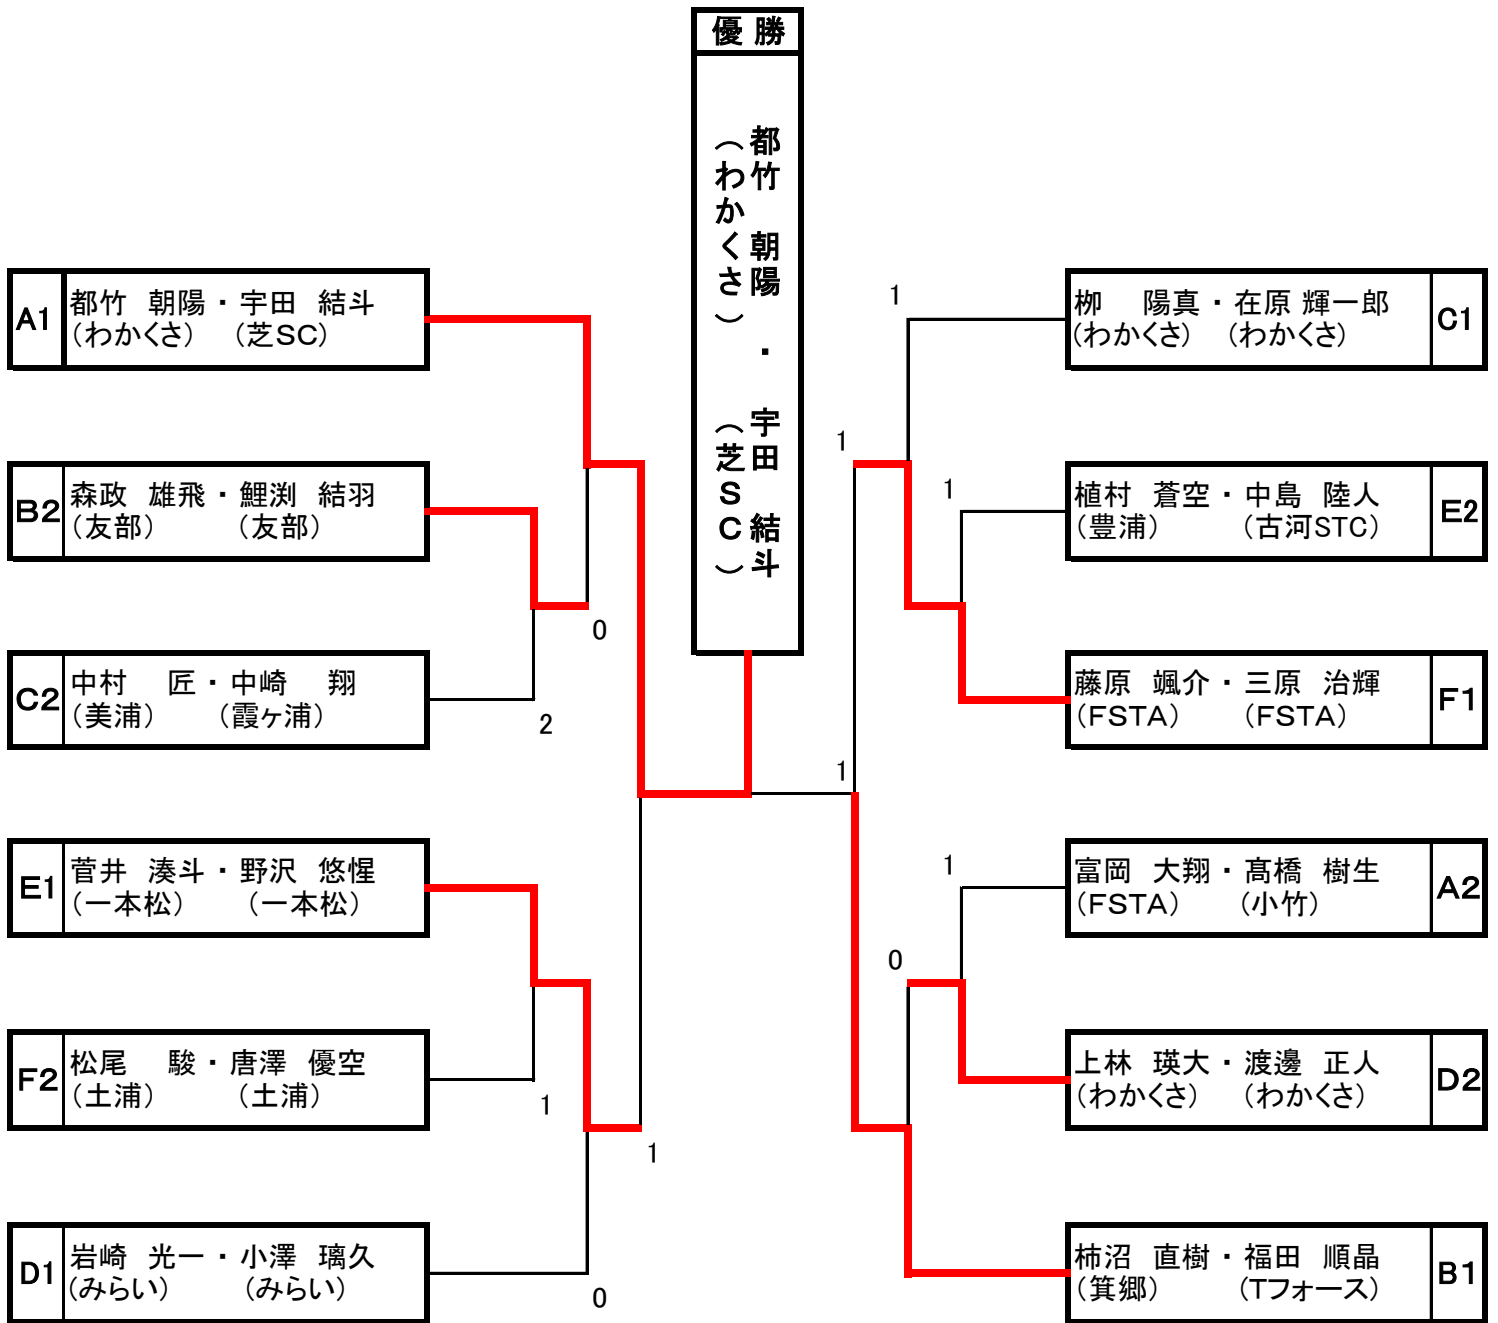 優 勝
都竹 朝陽 ・ 宇田 結斗
（わかくさ） （芝ＳＣ）
A1
都竹 朝陽 ・ 宇田 結斗
(わかくさ) (芝SC)
B2
森政 雄飛 ・ 鯉渕 結羽
(友部) (友部)
0
C2
中村 匠 ・ 中崎 翔
(美浦) (霞ヶ浦)
2
E1
菅井 湊斗 ・ 野沢 悠惺
(一本松) (一本松)
F2
松尾 駿 ・ 唐澤 優空
(土浦) (土浦)
1
1
D1
岩崎 光一 ・ 小澤 璃久
(みらい) (みらい)
0
1
栁 陽真 ・ 在原 輝一郎
(わかくさ) (わかくさ)
C1
1
1
植村 蒼空 ・ 中島 陸人
(豊浦) (古河STC)
E2
藤原 颯介 ・ 三原 治輝
(FSTA) (FSTA)
F1
1
1
富岡 大翔 ・ 髙橋 樹生
(FSTA) (小竹)
A2
0
上林 瑛大 ・ 渡邊 正人
(わかくさ) (わかくさ)
D2
柿沼 直樹 ・ 福田 順晶
(箕郷) (Tフォース)
B1